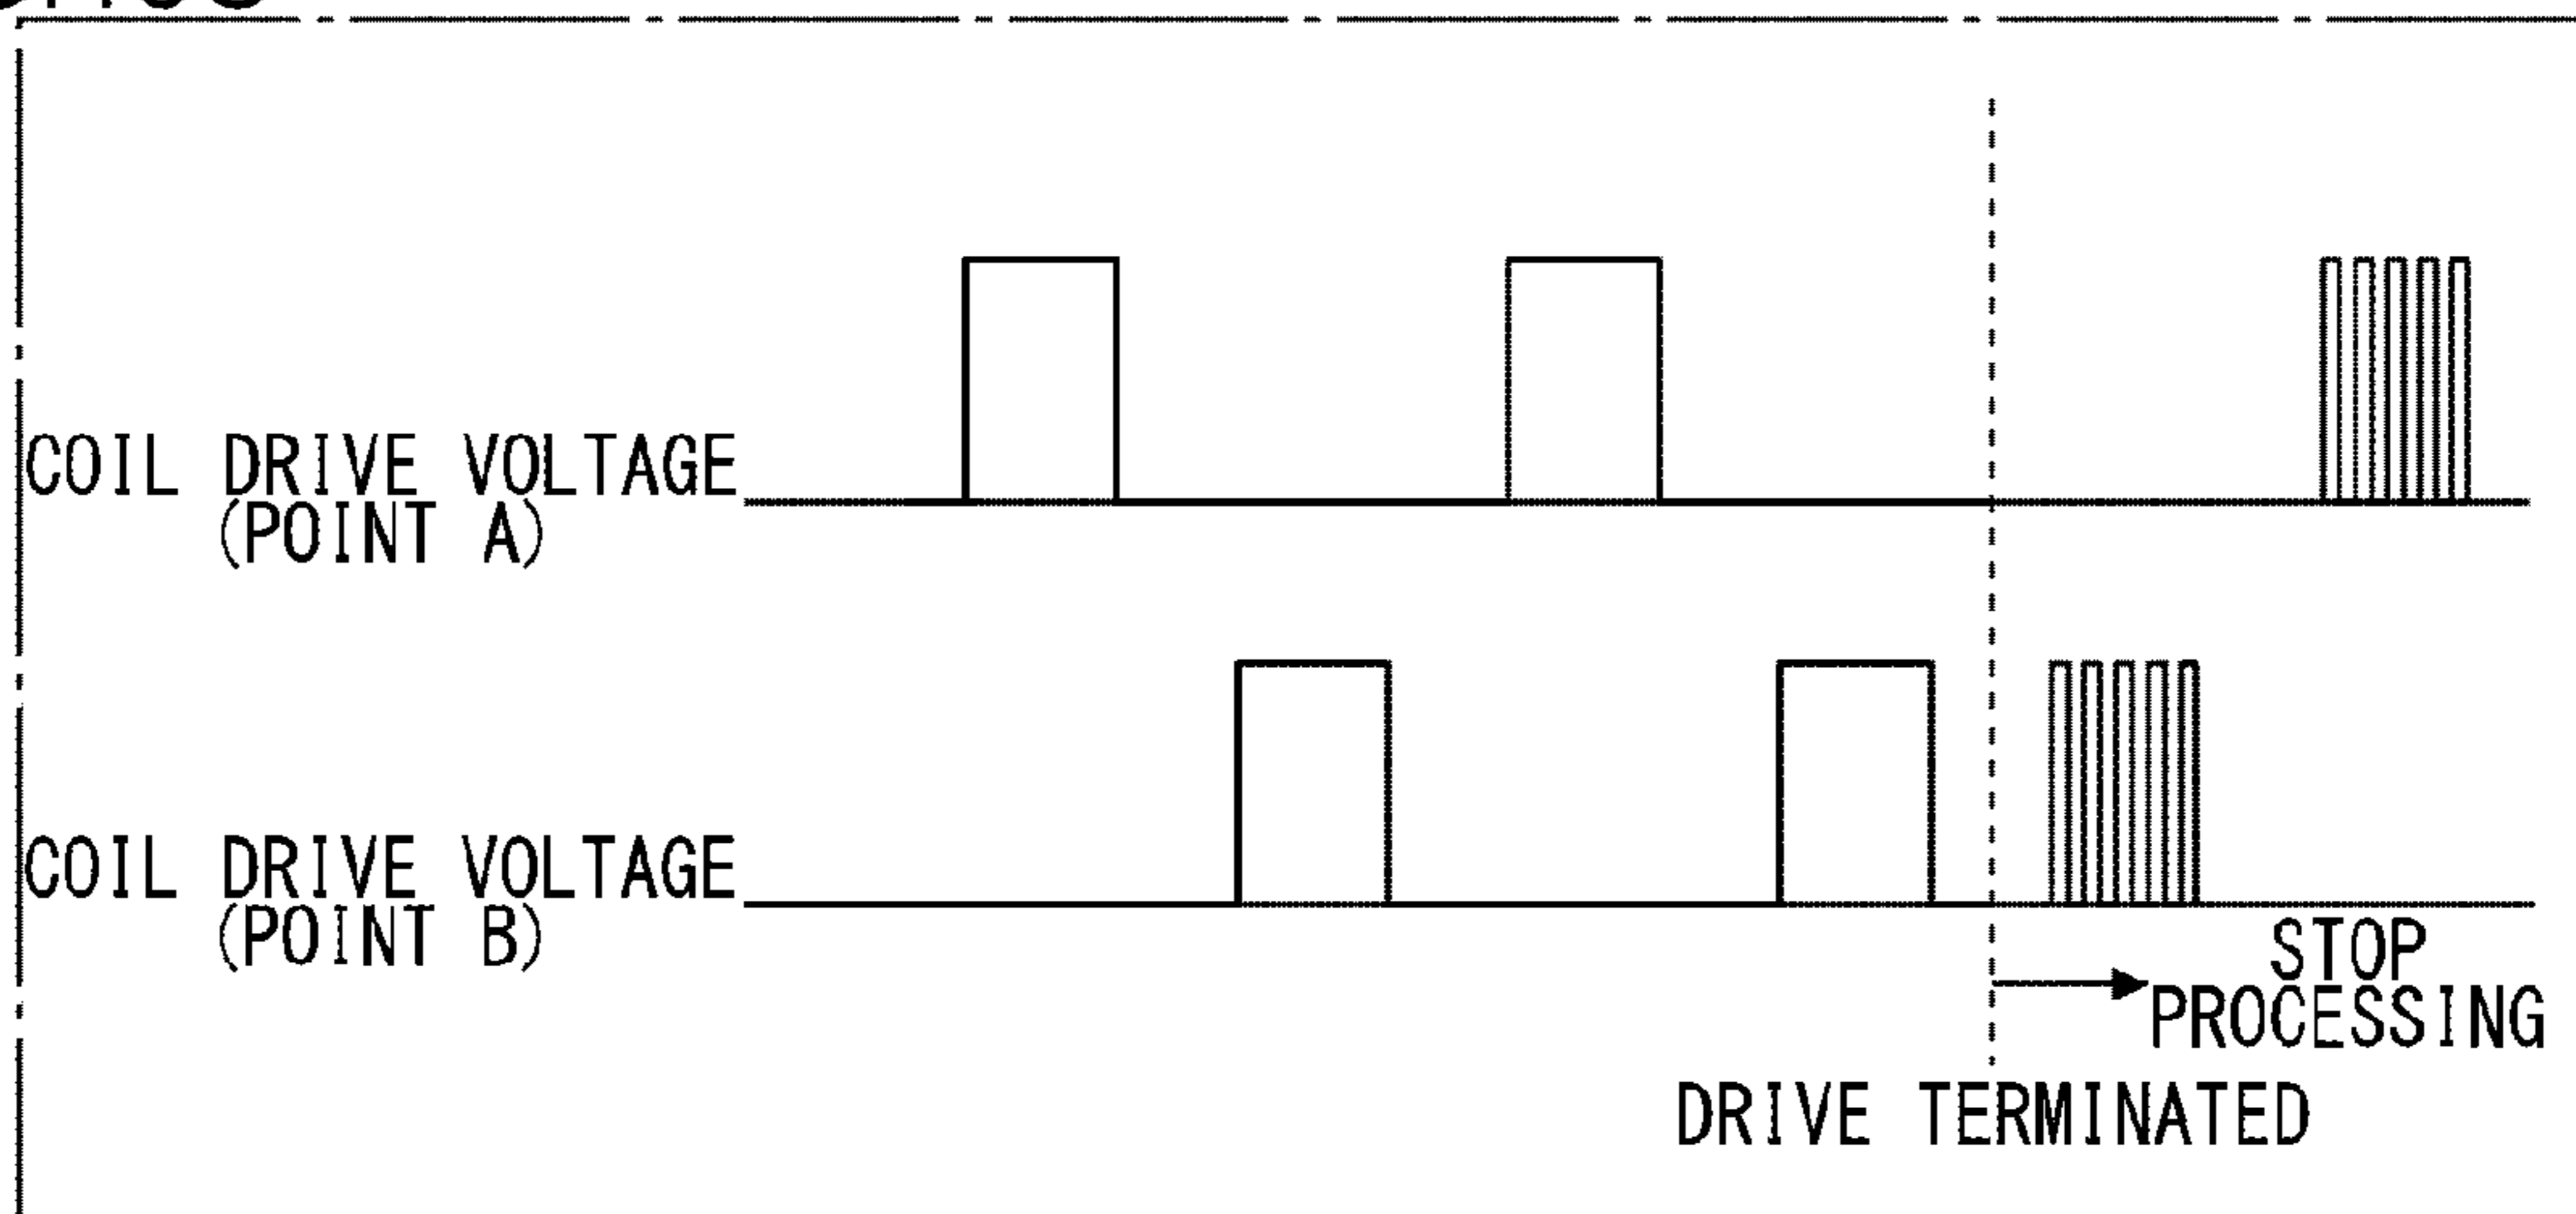 COIL DRIVE VOLTAGE
(POINT A)
COIL DRIVE VOLTAGE
(POINT B)
STOP
PROCESSING
DRIVE TERMINATED